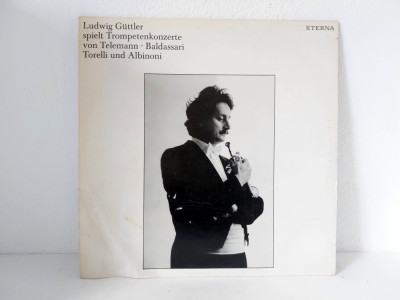 Ludwig Güttler
spielt Trompetenkonzerte
von Telemann · Baldassari
Torelli und Albinoni
ETERNA